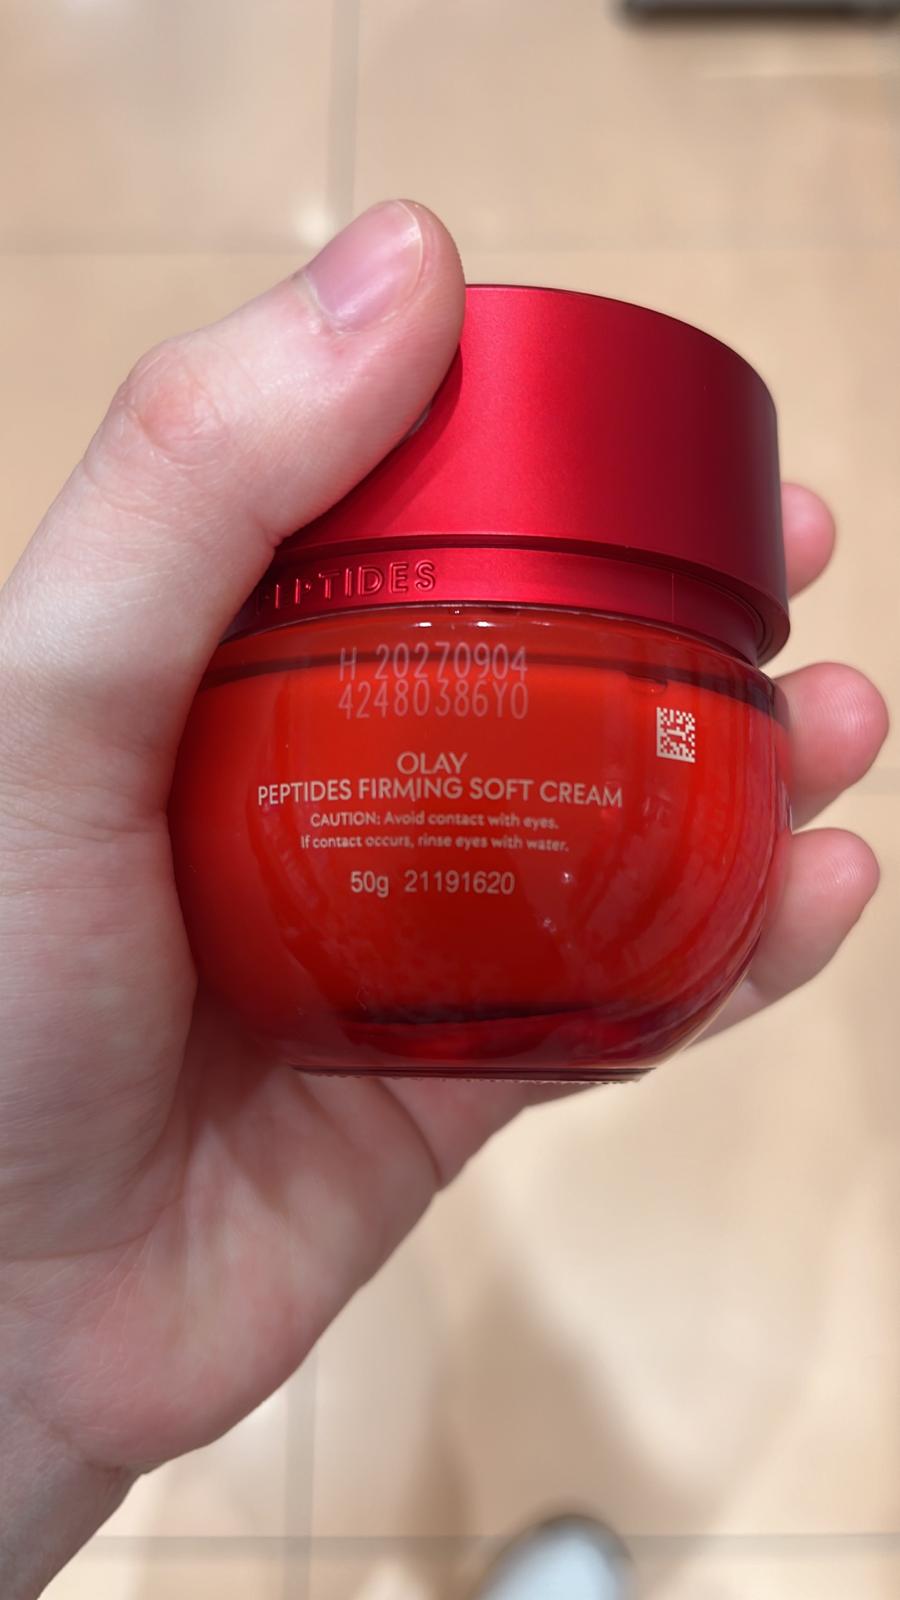 PEPTIDES
H 20270904
42480386Y0
OLAY
PEPTIDES FIRMING SOFT CREAM
CAUTION: Avoid contact with eyes.
If contact occurs, rinse eyes with water.
50g 21191620